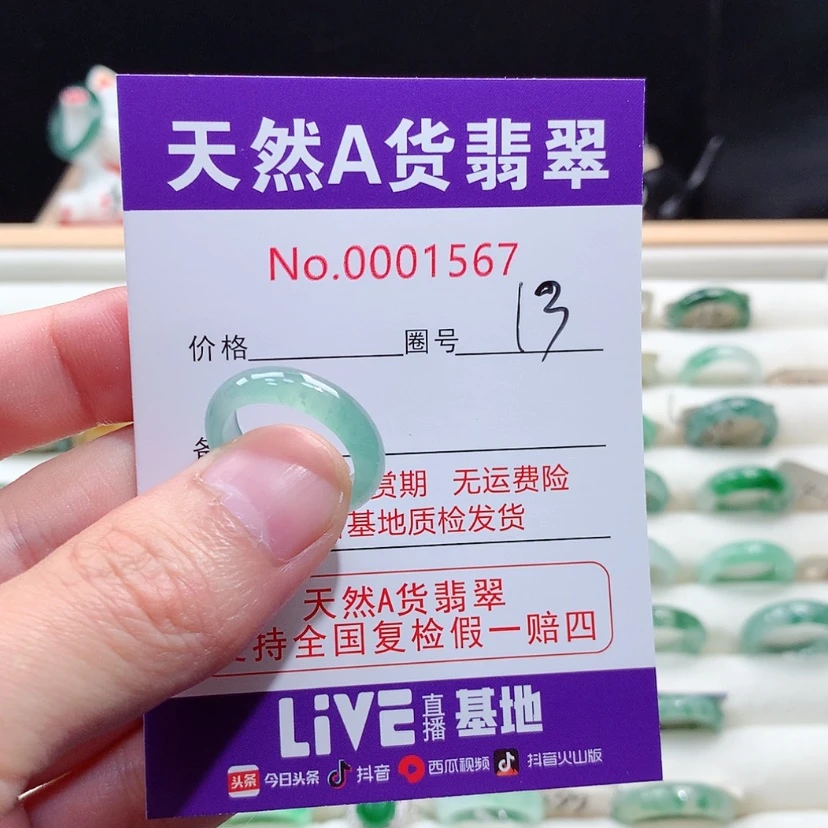 天然A货翡翠
No.0001567
价格 圈号 13
赏期 无运费险
基地质检发货
天然A货翡翠
持全国复检假一赔四
LiVE 直播 基地
头条 今日头条 抖音 西瓜视频 抖音火山版